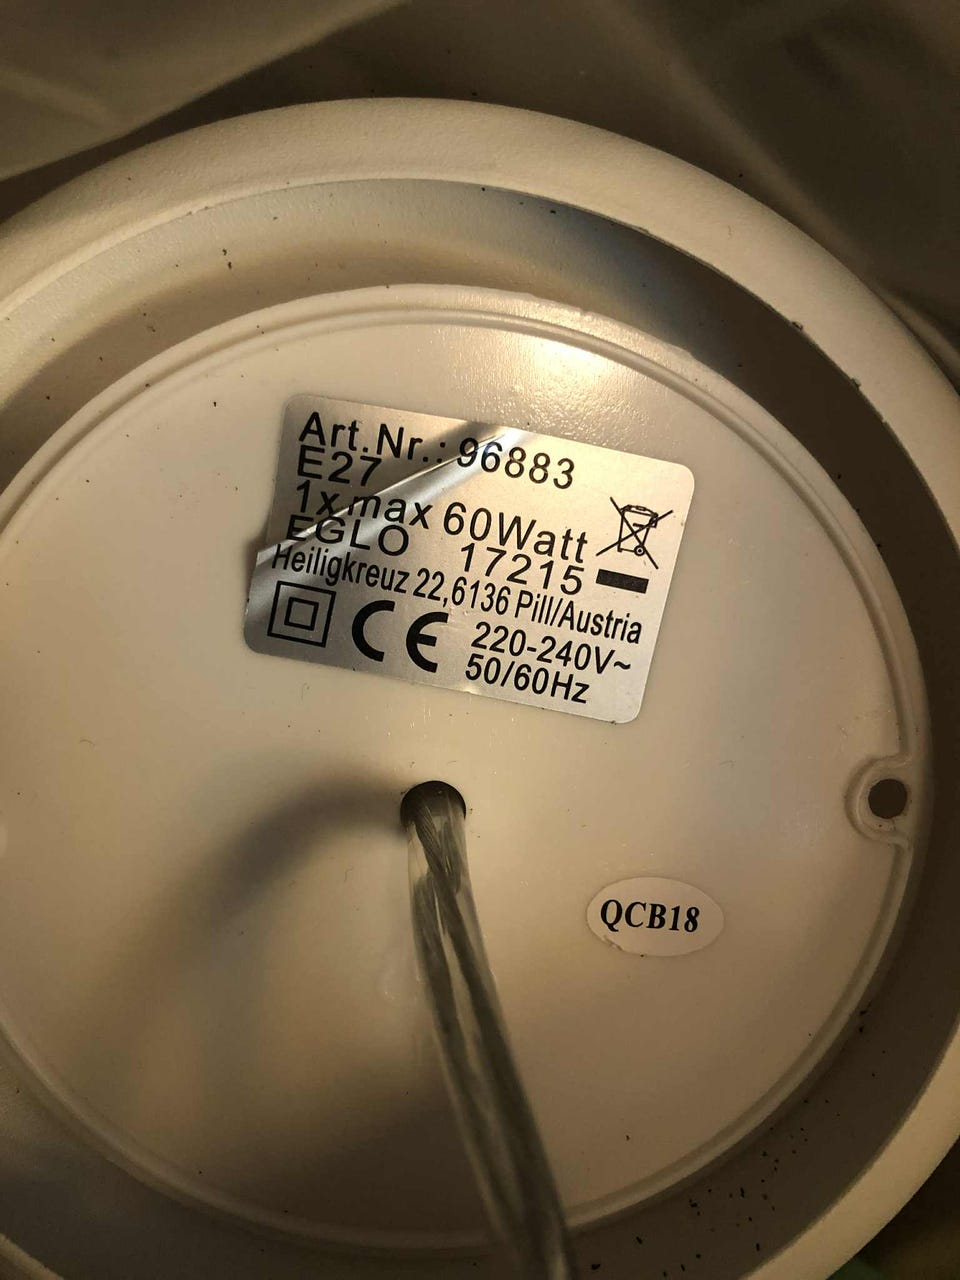 Art.Nr.: 96883
E27
1x max 60Watt
EGLO 17215
Heiligkreuz 22,6136 Pill/Austria
CE 220-240V~
50/60Hz
QCB18